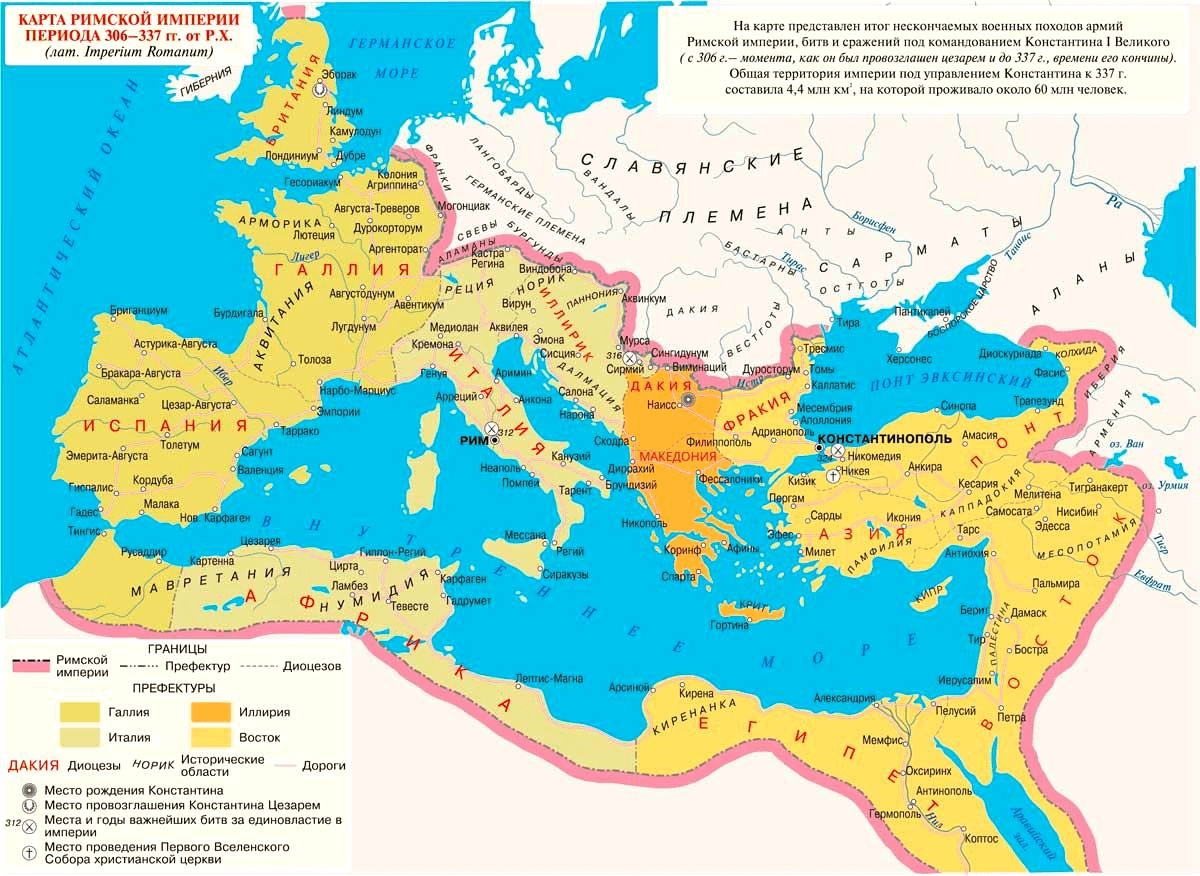 КАРТА РИМСКОЙ ИМПЕРИИ
ПЕРИОДА 306–337 гг. от Р.Х.
(лат. Imperium Romanum)
На карте представлен итог нескончаемых военных походов армий
Римской империи, битв и сражений под командованием Константина I Великого
( с 306 г.– момента, как он был провозглашен цезарем и до 337 г., времени его кончины).
Общая территория империи под управлением Константина к 337 г.
составила 4,4 млн км², на которой проживало около 60 млн человек.
АТЛАНТИЧЕСКИЙ ОКЕАН
ГЕРМАНСКОЕ
МОРЕ
ГИБЕРНИЯ
БРИТАНИЯ
Эборак
Линдум
Камулодун
Лондиниум
Дубре
Гесориакум
Колония
Агриппина
ФРАНКИ
ЛАНГОБАРДЫ
ВАНДАЛЫ
ГЕРМАНСКИЕ ПЛЕМЕНА
СЛАВЯНСКИЕ
ПЛЕМЕНА
АНТЫ
Борисфен
Ра
Танаис
САРМАТЫ
АЛАНЫ
БАСТАРНЫ
Тирас
ОСТГОТЫ
ВЕСТГОТЫ
ДАКИЯ
БОСПОРСКОЕ ЦАРСТВО
Пантикапей
Херсонес
Тира
Августа-Треверов
Могонциак
АРМОРИКА
Лютеция
Дурокорторум
Аргенторат
СВЕВЫ
БУРГУНДЫ
АЛАМАНЫ
Лигер
ГАЛЛИЯ
Кастра
Регина
Виндобона
РЕЦИЯ
НОРИК
ПАННОНИЯ
Аквинкум
ИЛЛИРИК
Вирун
Августодунум
Авентикум
АКВИТАНИЯ
Бурдигала
Лугдунум
Медиолан
Аквилея
Кремона
Эмона
Сисция
Мурса
316
Сирмий
Сингидунум
Виминаций
Истр
Дуросторум
Тресмис
Томы
Каллатис
ДАЛМАЦИЯ
Бригантиум
Астурика-Августа
Бракара-Августа
Ибер
Толоза
Нарбо-Марциус
Генуя
Аримин
ИТАЛИЯ
Арреций
Анкона
Салона
Нарона
ДАКИЯ
Наисс
ФРАКИЯ
Месембрия
Аполлония
Саламанка
Цезар-Августа
Эмпории
ИСПАНИЯ
Толетум
Таррако
Эмерита-Августа
Сагунт
Валенция
Кордуба
Гиспалис
Малака
Гадес
Нов. Карфаген
Тингис
312
РИМ
Канузий
Неаполь
Помпеи
Тарент
Брундизий
Скодра
Диррахий
МАКЕДОНИЯ
Филиппополь
Адрианополь
Фессалоники
КОНСТАНТИНОПОЛЬ
324
Никомедия
Никея
Кизик
ПОНТ ЭВКСИНСКИЙ
Диоскуриада
КОЛХИДА
Фасис
ИБЕРИЯ
Трапезунд
Синопа
Амасия
ПОНТ
АРМЕНИЯ
оз. Ван
оз. Урмия
Анкира
Кесария
КАППАДОКИЯ
Мелитена
Тигранакерт
Самосата
Нисибин
Эдесса
МЕСОПОТАМИЯ
Тигр
Евфрат
Пергам
Сарды
Икония
АЗИЯ
Тарс
Эфес
Милет
ПАМФИЛИЯ
Антиохия
Никополь
Коринф
Афины
Спарта
Мессана
Регий
Сиракузы
ВНУТРЕННЕЕ МОРЕ
Русаддир
Цезарея
Картенна
Гиппон-Регий
Цирта
Ламбез
Карфаген
Тевесте
Гадрумет
МАВРЕТАНИЯ
НУМИДИЯ
АФРИКА
КРИТ
Гортина
КИПР
Пальмира
Берит
Дамаск
Тир
ПАЛЕСТИНА
Бостра
Иерусалим
Петра
ВОСТОК
Лептис-Магна
Арсиной
Кирена
КИРЕНАИКА
Александрия
Пелусий
ЕГИПЕТ
Мемфис
Оксиринх
Антинополь
Гермополь
Нил
Коптос
Аравийский
зал.
ГРАНИЦЫ
Римской
империи
Префектур
Диоцезов
ПРЕФЕКТУРЫ
Галлия
Иллирия
Италия
Восток
ДАКИЯ Диоцезы
НОРИК Исторические
области
Дороги
Место рождения Константина
Место провозглашения Константина Цезарем
312 Места и годы важнейших битв за единовластие в
империи
Место проведения Первого Вселенского
Собора христианской церкви